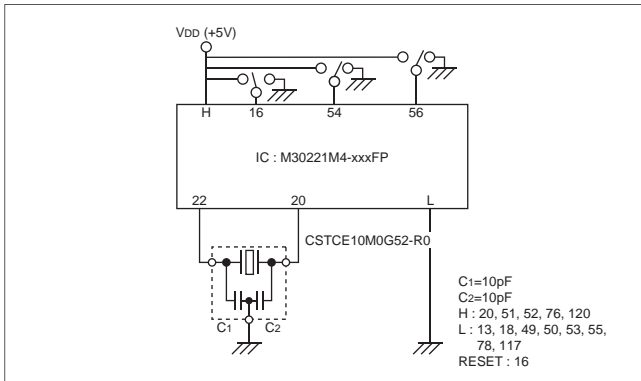 VDD (+5V)
H 16 54 56
IC : M30221M4-xxxFP
22 20 L
CSTCE10M0G52-R0
C1 C2
C1=10pF
C2=10pF
H : 20, 51, 52, 76, 120
L : 13, 18, 49, 50, 53, 55,
78, 117
RESET : 16